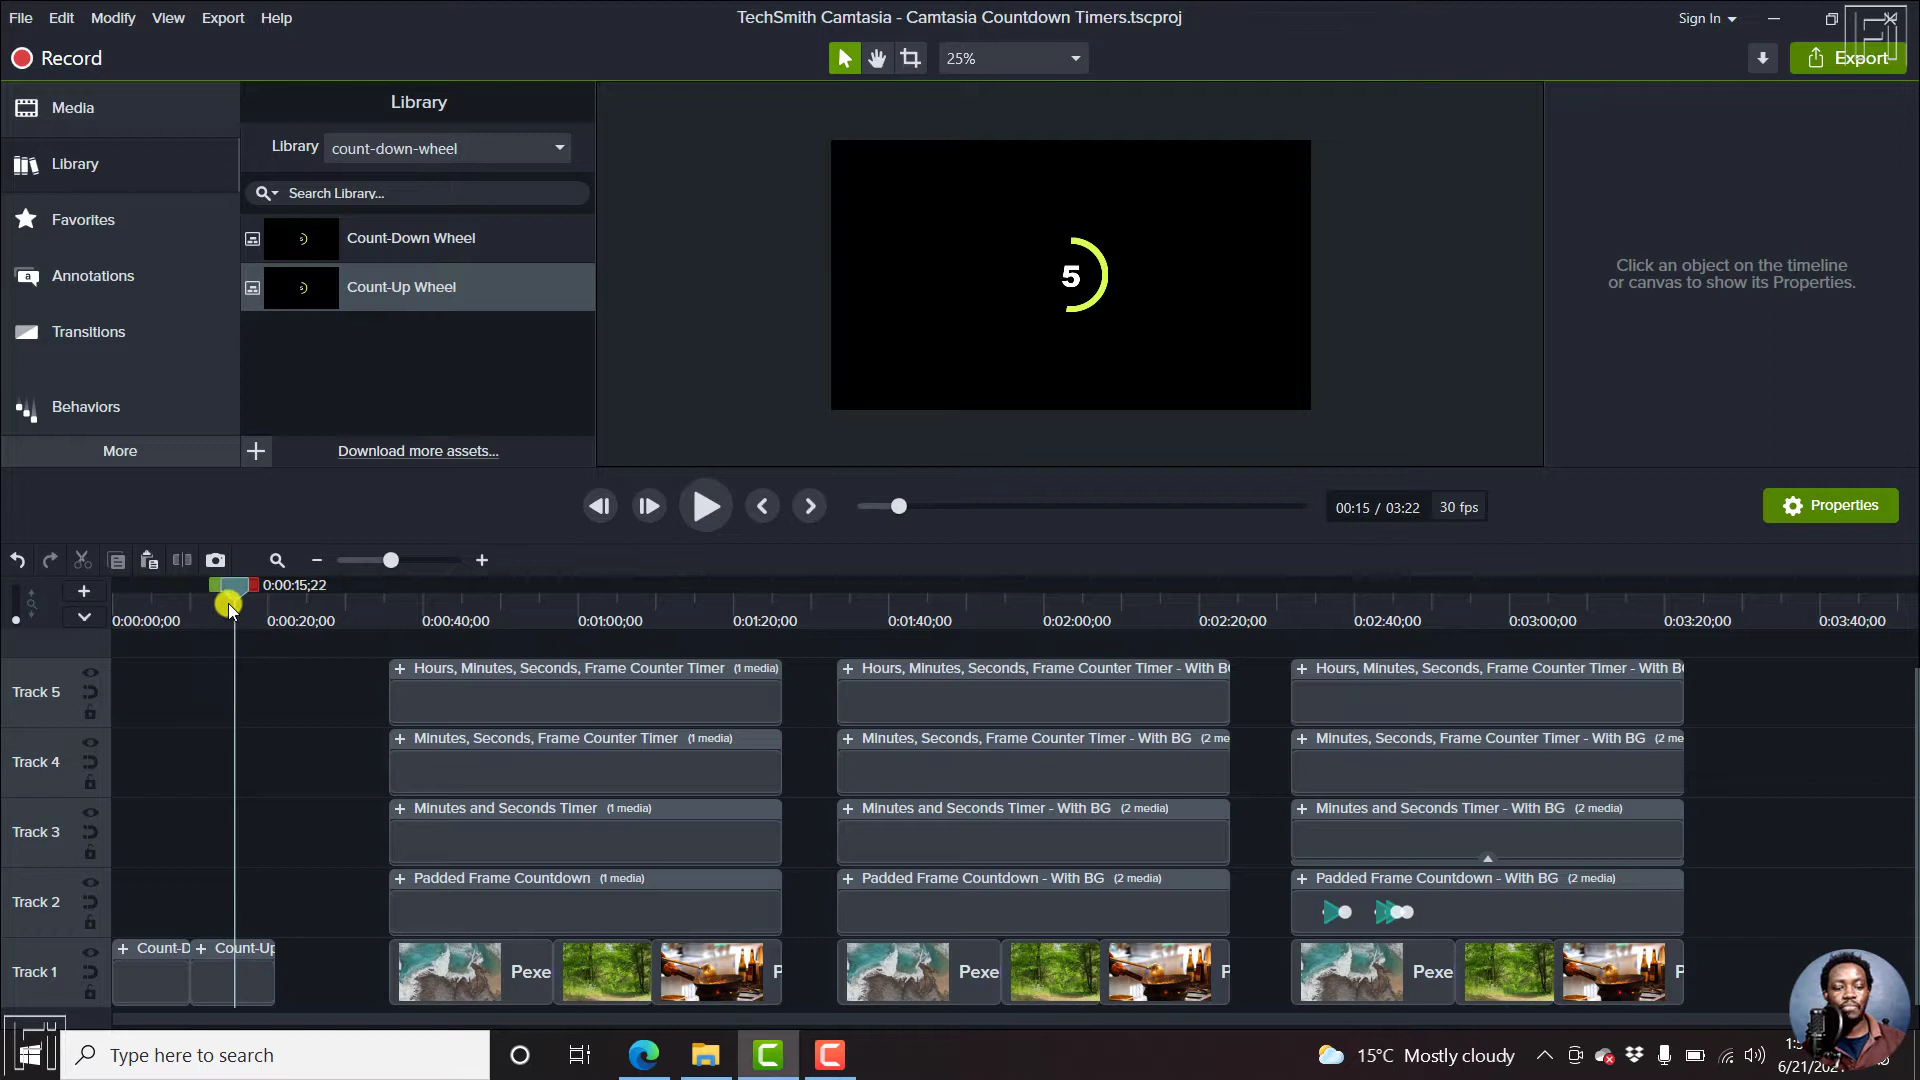 File Edit Modify View Export Help
TechSmith Camtasia - Camtasia Countdown Timers.tscproj
Sign In
Record
25%
Export
Media
Library
Favorites
Annotations
Transitions
Behaviors
More
Library
Library count-down-wheel
Search Library...
Count-Down Wheel
Count-Up Wheel
Download more assets...
5
Click an object on the timeline
or canvas to show its Properties.
00:15 / 03:22 30 fps
Properties
0:00:15;22
0:00:00;00 0:00:20;00 0:00:40;00 0:01:00;00 0:01:20;00 0:01:40;00 0:02:00;00 0:02:20;00 0:02:40;00 0:03:00;00 0:03:20;00 0:03:40;00
Track 5
Hours, Minutes, Seconds, Frame Counter Timer (1 media)
Hours, Minutes, Seconds, Frame Counter Timer - With B
Hours, Minutes, Seconds, Frame Counter Timer - With B
Track 4
Minutes, Seconds, Frame Counter Timer (1 media)
Minutes, Seconds, Frame Counter Timer - With BG (2 me
Minutes, Seconds, Frame Counter Timer - With BG (2 me
Track 3
Minutes and Seconds Timer (1 media)
Minutes and Seconds Timer - With BG (2 media)
Minutes and Seconds Timer - With BG (2 media)
Track 2
Padded Frame Countdown (1 media)
Padded Frame Countdown - With BG (2 media)
Padded Frame Countdown - With BG (2 media)
Track 1
Count-D Count-Up
Pexe P
Pexe P
Pexe P
Type here to search
15°C Mostly cloudy